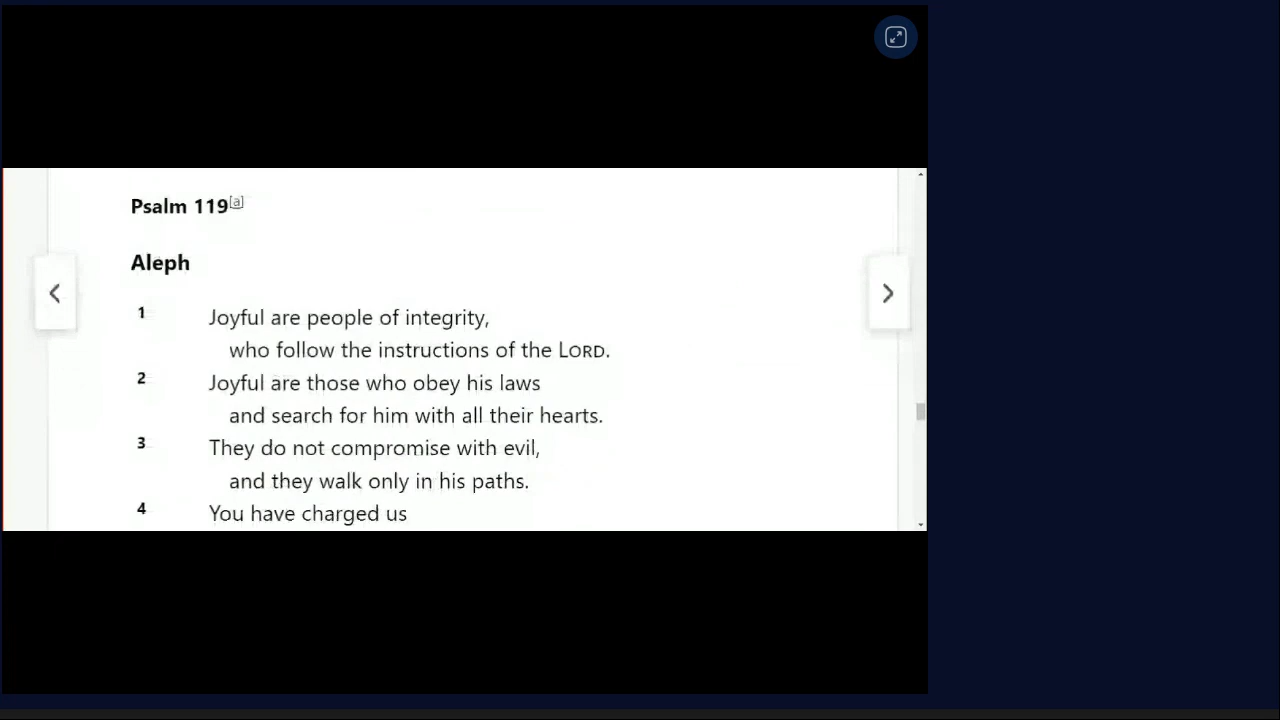 Psalm 119[a]
Aleph
1 Joyful are people of integrity,
who follow the instructions of the LORD.
2 Joyful are those who obey his laws
and search for him with all their hearts.
3 They do not compromise with evil,
and they walk only in his paths.
4 You have charged us